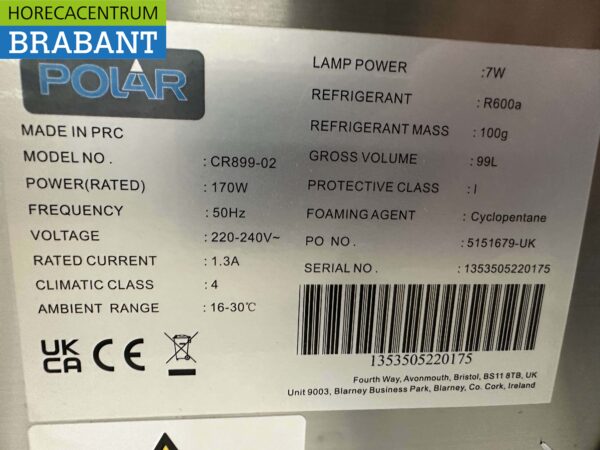 HORECACENTRUM
BRABANT
POLAR
MADE IN PRC
MODEL NO. : CR899-02
POWER(RATED) : 170W
FREQUENCY : 50Hz
VOLTAGE : 220-240V~
RATED CURRENT : 1.3A
CLIMATIC CLASS : 4
AMBIENT RANGE : 16-30℃
LAMP POWER :7W
REFRIGERANT : R600a
REFRIGERANT MASS : 100g
GROSS VOLUME : 99L
PROTECTIVE CLASS : I
FOAMING AGENT : Cyclopentane
PO NO. : 5151679-UK
SERIAL NO. : 1353505220175
1353505220175
UK
CA CE
Fourth Way, Avonmouth, Bristol, BS11 8TB, UK
Unit 9003, Blarney Business Park, Blarney, Co. Cork, Ireland